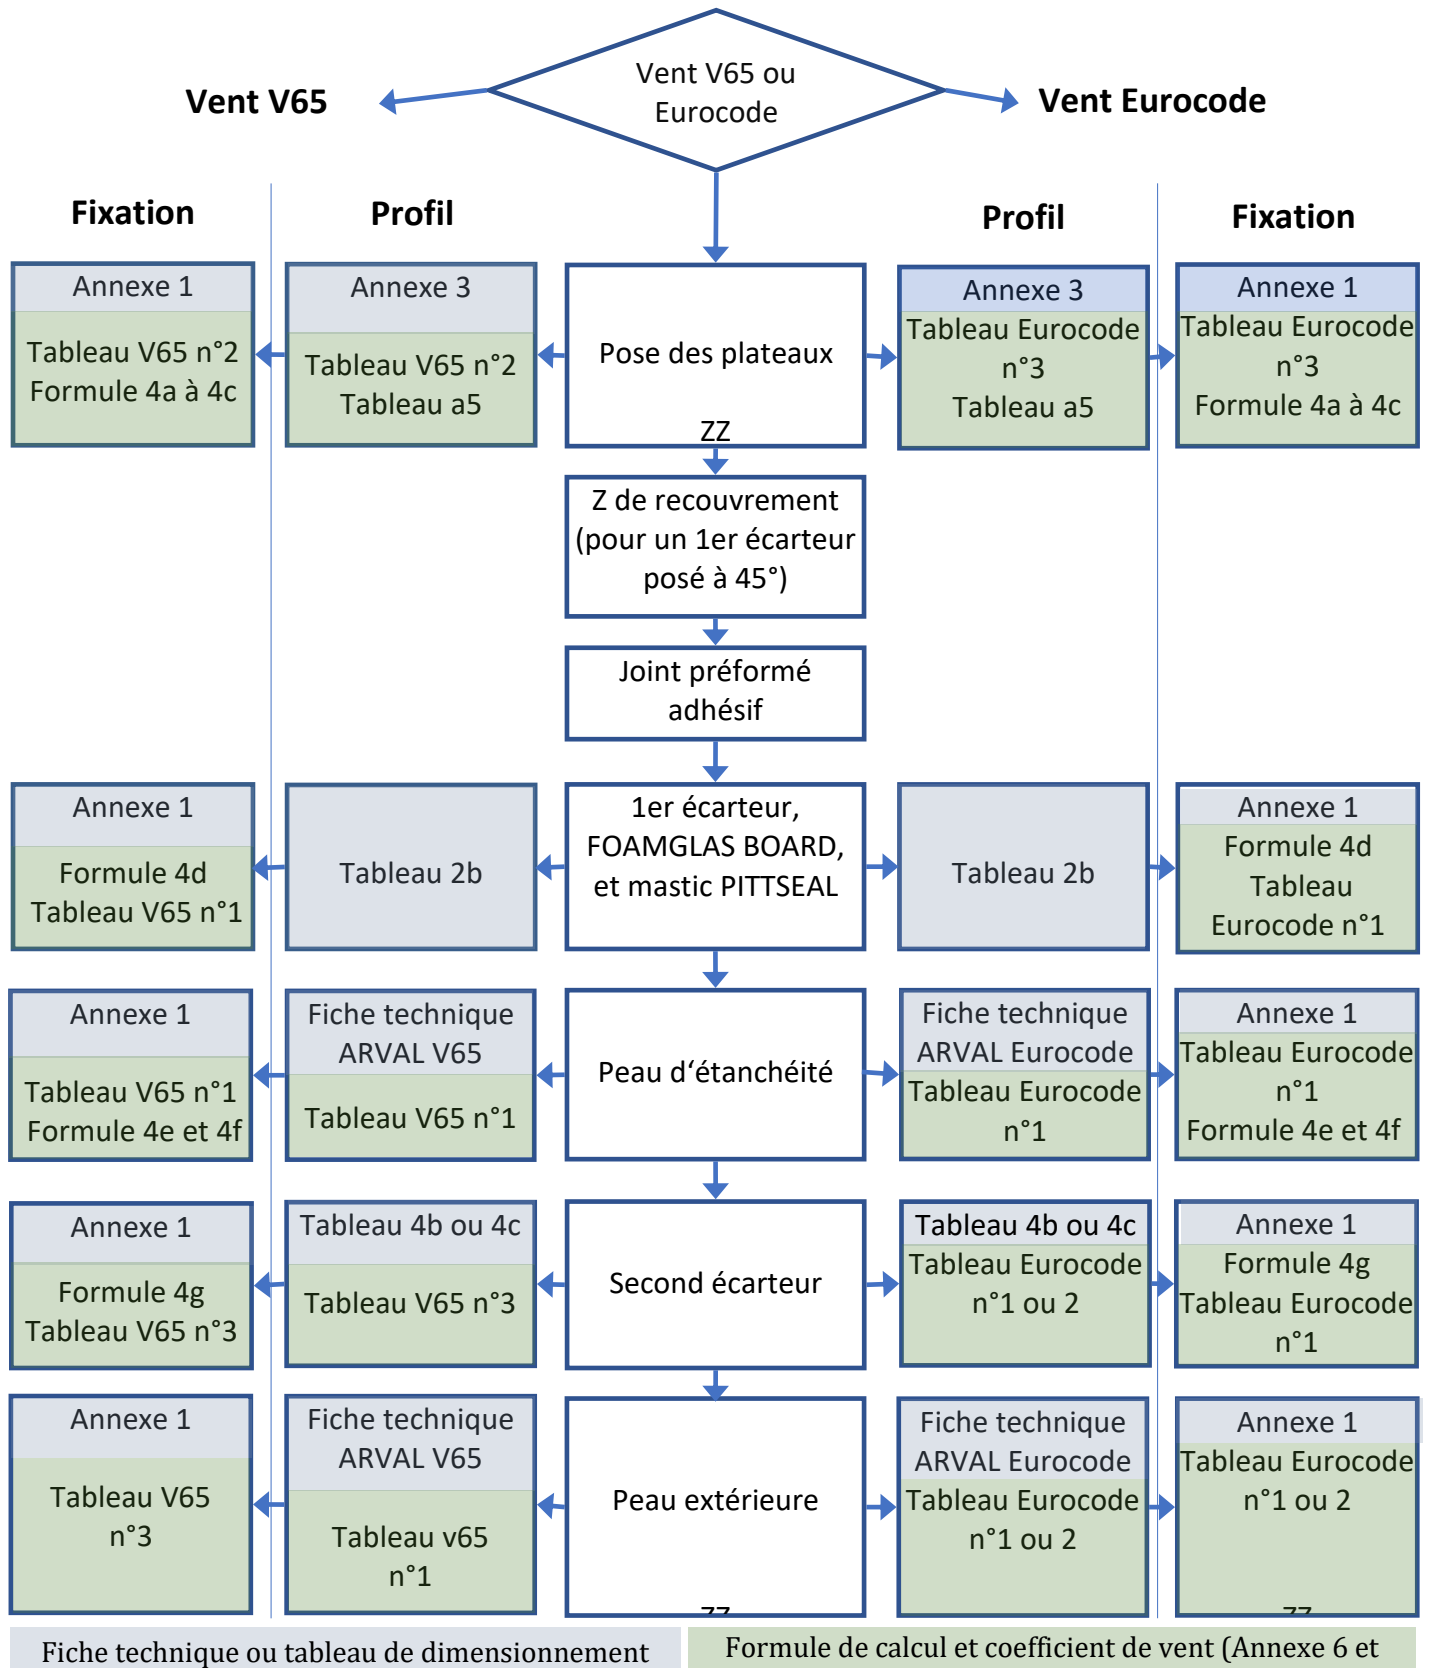 Vent V65 ou
Eurocode
Vent V65
Vent Eurocode
Fixation
Profil
Profil
Fixation
Annexe 1
Tableau V65 n°2
Formule 4a à 4c
Annexe 3
Tableau V65 n°2
Tableau a5
Pose des plateaux
ZZ
Annexe 3
Tableau Eurocode
n°3
Tableau a5
Annexe 1
Tableau Eurocode
n°3
Formule 4a à 4c
Z de recouvrement
(pour un 1er écarteur
posé à 45°)
Joint préformé
adhésif
Annexe 1
Formule 4d
Tableau V65 n°1
Tableau 2b
1er écarteur,
FOAMGLAS BOARD,
et mastic PITTSEAL
Tableau 2b
Annexe 1
Formule 4d
Tableau
Eurocode n°1
Annexe 1
Tableau V65 n°1
Formule 4e et 4f
Fiche technique
ARVAL V65
Tableau V65 n°1
Peau d‘étanchéité
Fiche technique
ARVAL Eurocode
Tableau Eurocode
n°1
Annexe 1
Tableau Eurocode
n°1
Formule 4e et 4f
Annexe 1
Formule 4g
Tableau V65 n°3
Tableau 4b ou 4c
Tableau V65 n°3
Second écarteur
Tableau 4b ou 4c
Tableau Eurocode
n°1 ou 2
Annexe 1
Formule 4g
Tableau Eurocode
n°1
Annexe 1
Tableau V65
n°3
Fiche technique
ARVAL V65
Tableau v65
n°1
Peau extérieure
ZZ
Fiche technique
ARVAL Eurocode
Tableau Eurocode
n°1 ou 2
Annexe 1
Tableau Eurocode
n°1 ou 2
ZZ
Fiche technique ou tableau de dimensionnement
Formule de calcul et coefficient de vent (Annexe 6 et